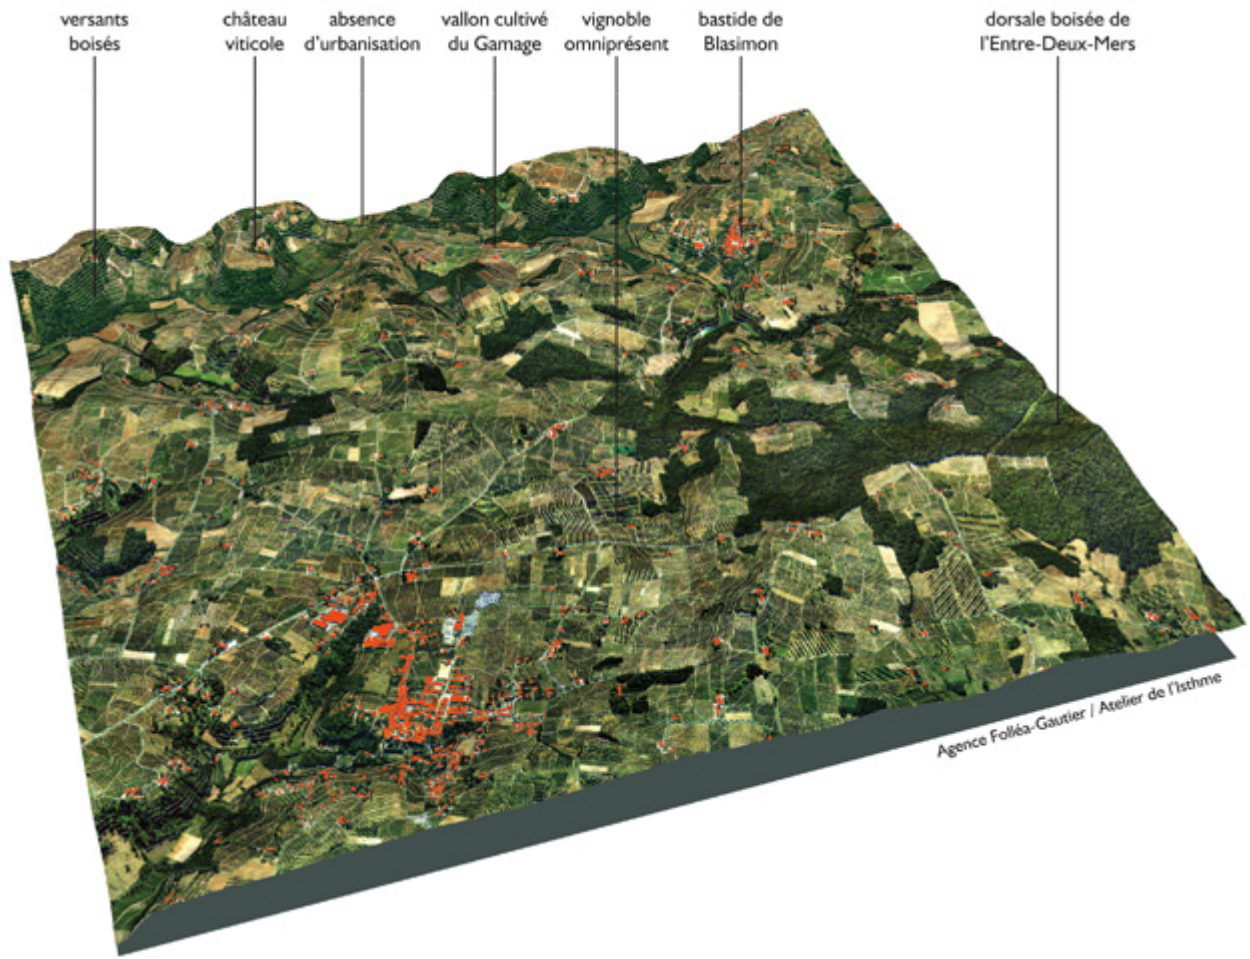 versants
boisés
château
viticole
absence
d'urbanisation
vallon cultivé
du Gamage
vignoble
omniprésent
bastide de
Blasimon
dorsale boisée de
l'Entre-Deux-Mers
Agence Folléa-Gautier / Atelier de l'Isthme